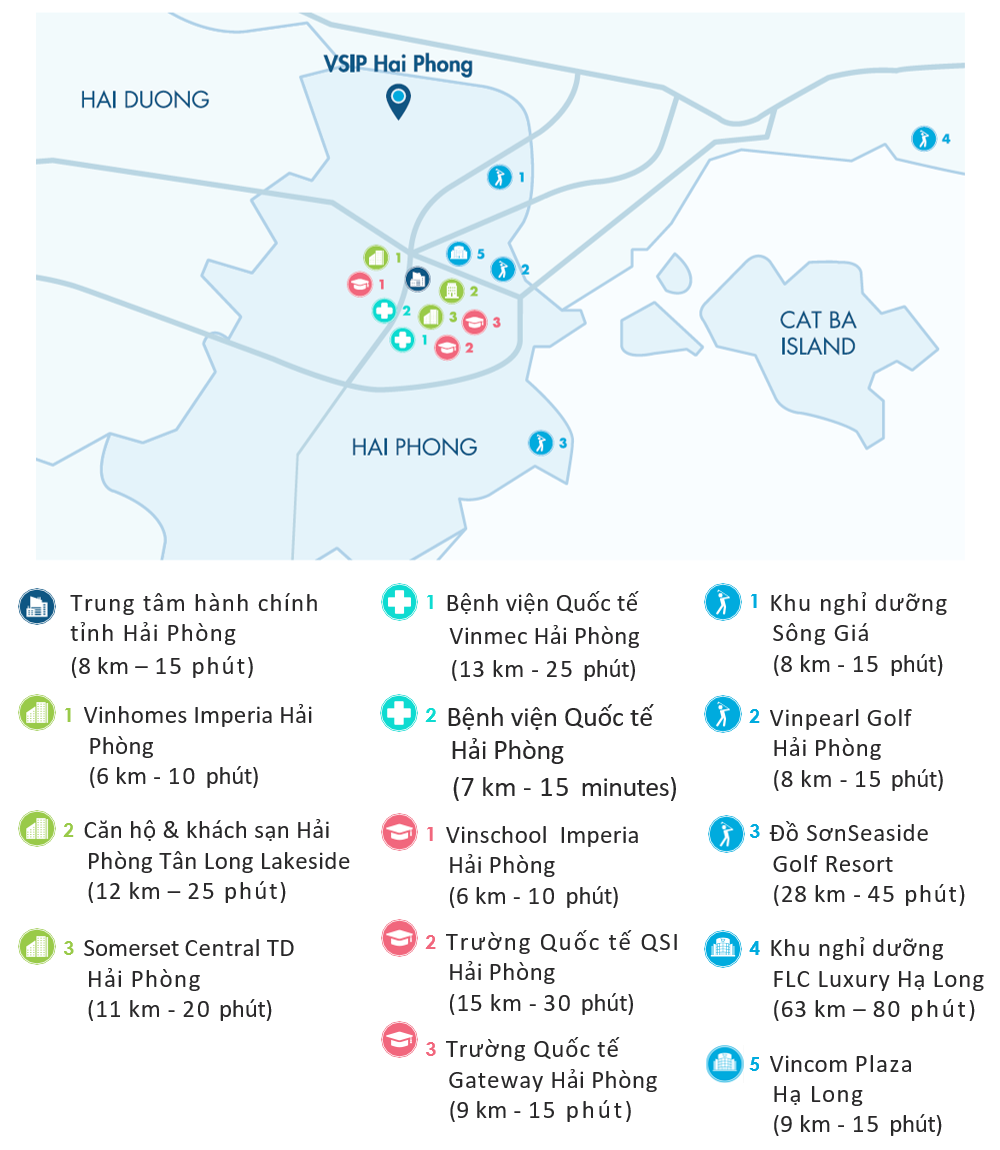 VSIP Hai Phong
HAI DUONG
4
1
1
5
2
1
2
2
3
3
1
2
CAT BA
ISLAND
HAI PHONG
3
Trung tâm hành chính
tỉnh Hải Phòng
(8 km – 15 phút)
1 Vinhomes Imperia Hải
Phòng
(6 km - 10 phút)
2 Căn hộ & khách sạn Hải
Phòng Tân Long Lakeside
(12 km – 25 phút)
3 Somerset Central TD
Hải Phòng
(11 km - 20 phút)
1 Bệnh viện Quốc tế
Vinmec Hải Phòng
(13 km - 25 phút)
2 Bệnh viện Quốc tế
Hải Phòng
(7 km - 15 minutes)
1 Vinschool Imperia
Hải Phòng
(6 km - 10 phút)
2 Trường Quốc tế QSI
Hải Phòng
(15 km - 30 phút)
3 Trường Quốc tế
Gateway Hải Phòng
(9 km - 15 phút)
1 Khu nghỉ dưỡng
Sông Giá
(8 km - 15 phút)
2 Vinpearl Golf
Hải Phòng
(8 km - 15 phút)
3 Đồ SơnSeaside
Golf Resort
(28 km - 45 phút)
4 Khu nghỉ dưỡng
FLC Luxury Hạ Long
(63 km – 80 phút)
5 Vincom Plaza
Hạ Long
(9 km - 15 phút)